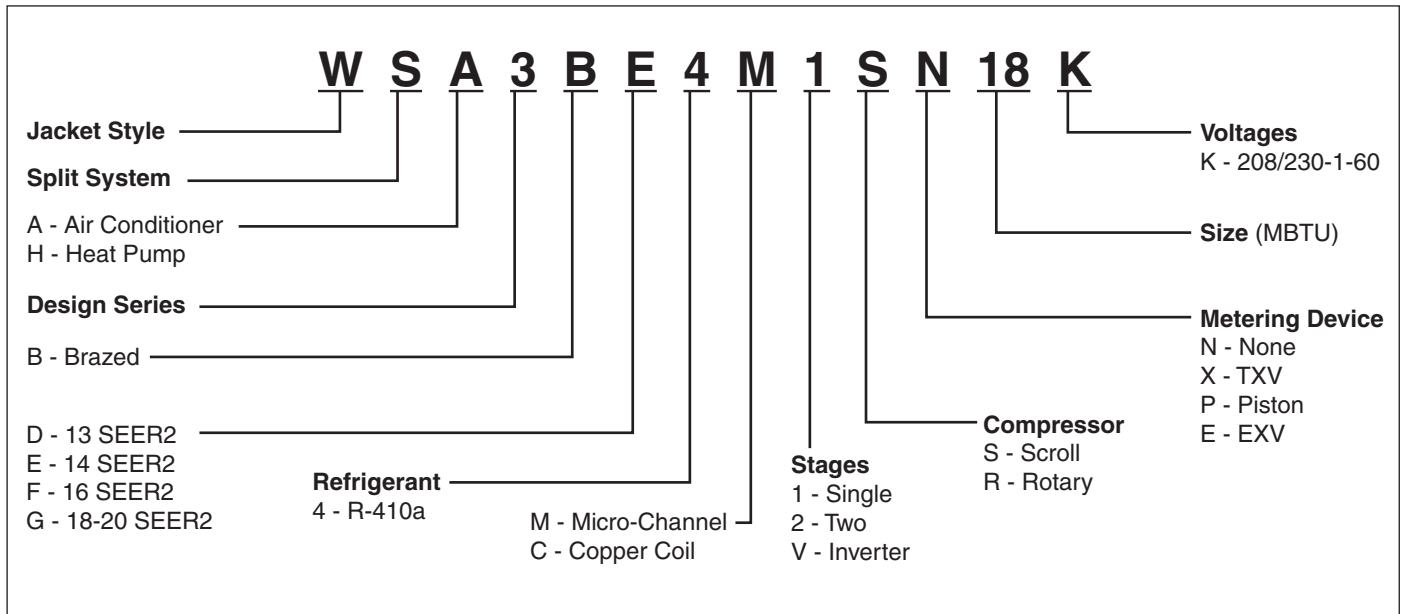 W S A 3 B E 4 M 1 S N 18 K
Jacket Style
Split System
A - Air Conditioner
H - Heat Pump
Design Series
B - Brazed
D - 13 SEER2
E - 14 SEER2
F - 16 SEER2
G - 18-20 SEER2
Refrigerant
4 - R-410a
M - Micro-Channel
C - Copper Coil
Stages
1 - Single
2 - Two
V - Inverter
Compressor
S - Scroll
R - Rotary
Metering Device
N - None
X - TXV
P - Piston
E - EXV
Size (MBTU)
Voltages
K - 208/230-1-60